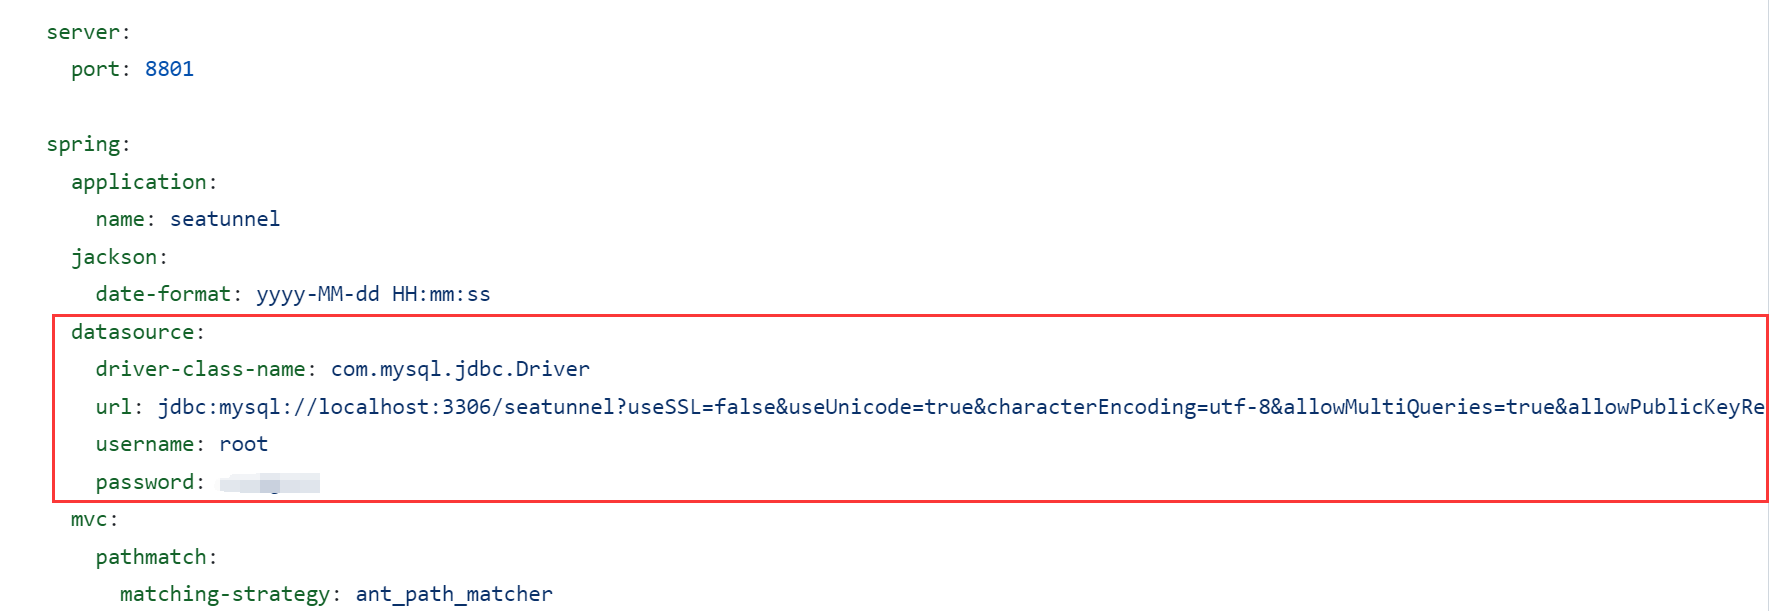 server:
  port: 8801

spring:
  application:
    name: seatunnel
  jackson:
    date-format: yyyy-MM-dd HH:mm:ss
  datasource:
    driver-class-name: com.mysql.jdbc.Driver
    url: jdbc:mysql://localhost:3306/seatunnel?useSSL=false&useUnicode=true&characterEncoding=utf-8&allowMultiQueries=true&allowPublicKeyRe
    username: root
    password:
  mvc:
    pathmatch:
      matching-strategy: ant_path_matcher